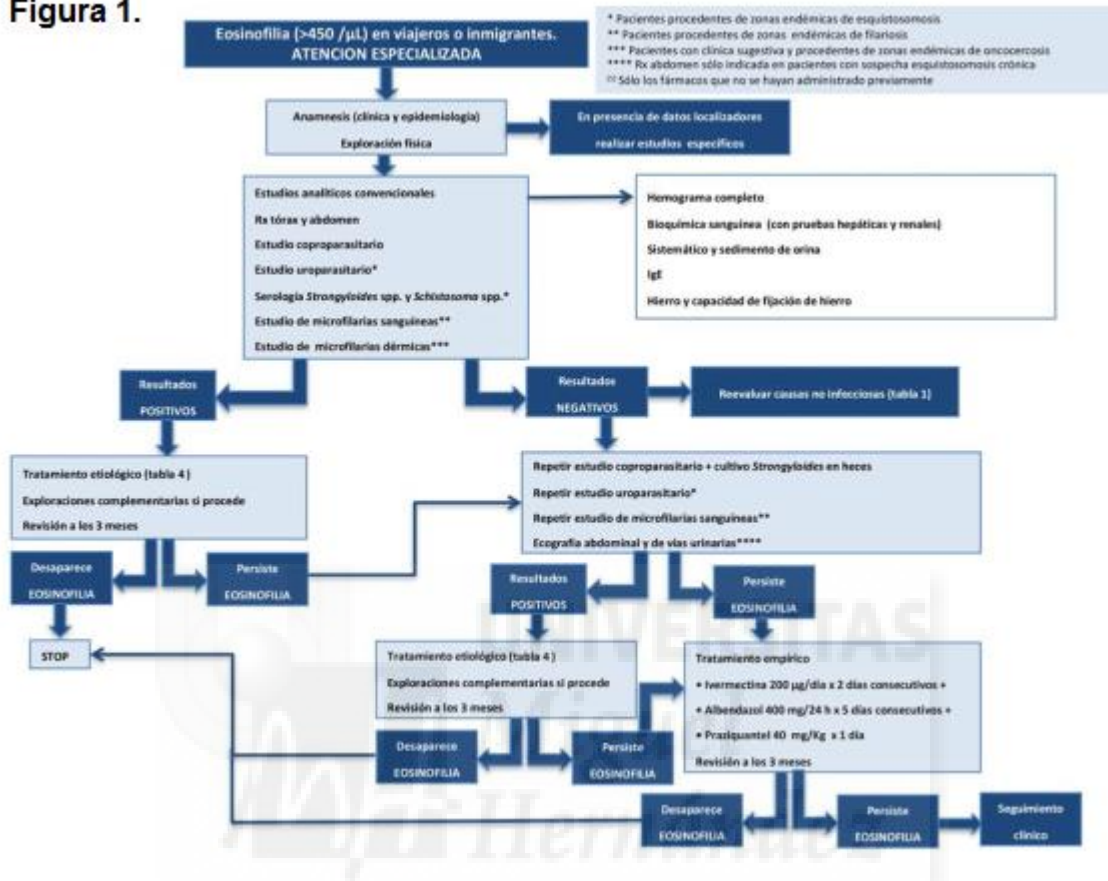 Figura 1.
Eosinofilia (>450 /µL) en viajeros o inmigrantes.
ATENCION ESPECIALIZADA
* Pacientes procedentes de zonas endémicas de esquistosomosis
** Pacientes procedentes de zonas endémicas de filariosis
*** Pacientes con clínica sugestiva y procedentes de zonas endémicas de oncocercosis
**** Rx abdomen sólo indicada en pacientes con sospecha esquistosomosis crónica
Sólo los fármacos que no se hayan administrado previamente
Anamnesis (clínica y epidemiología)
Exploración física
En presencia de datos localizadores
realizar estudios específicos
Estudios analíticos convencionales
Rx tórax y abdomen
Estudio coproparasitario
Estudio uroparasitario*
Serología Strongyloides spp. y Schistosoma spp.*
Estudio de microfilarias sanguíneas**
Estudio de microfilarias dérmicas***
Hemograma completo
Bioquímica sanguínea (con pruebas hepáticas y renales)
Sistemático y sedimento de orina
IgE
Hierro y capacidad de fijación de hierro
Resultados
POSITIVOS
Resultados
NEGATIVOS
Reevaluar causas no infecciosas (tabla 1)
Tratamiento etiológico (tabla 4 )
Exploraciones complementarias si procede
Revisión a los 3 meses
Repetir estudio coproparasitario + cultivo Strongyloides en heces
Repetir estudio uroparasitario*
Repetir estudio de microfilarias sanguíneas**
Ecografía abdominal y de vías urinarias****
Desaparece
EOSINOFILIA
Persiste
EOSINOFILIA
Resultados
POSITIVOS
Persiste
EOSINOFILIA
STOP
Tratamiento etiológico (tabla 4 )
Exploraciones complementarias si procede
Revisión a los 3 meses
Tratamiento empírico
+ Ivermectina 200 µg/día x 2 días consecutivos +
+ Albendazol 400 mg/24 h x 5 días consecutivos +
+ Praziquantel 40 mg/Kg x 1 día
Revisión a los 3 meses
Desaparece
EOSINOFILIA
Persiste
EOSINOFILIA
Desaparece
EOSINOFILIA
Persiste
EOSINOFILIA
Seguimiento
clínico
UNIVERSITAS
Miguel
Hernández